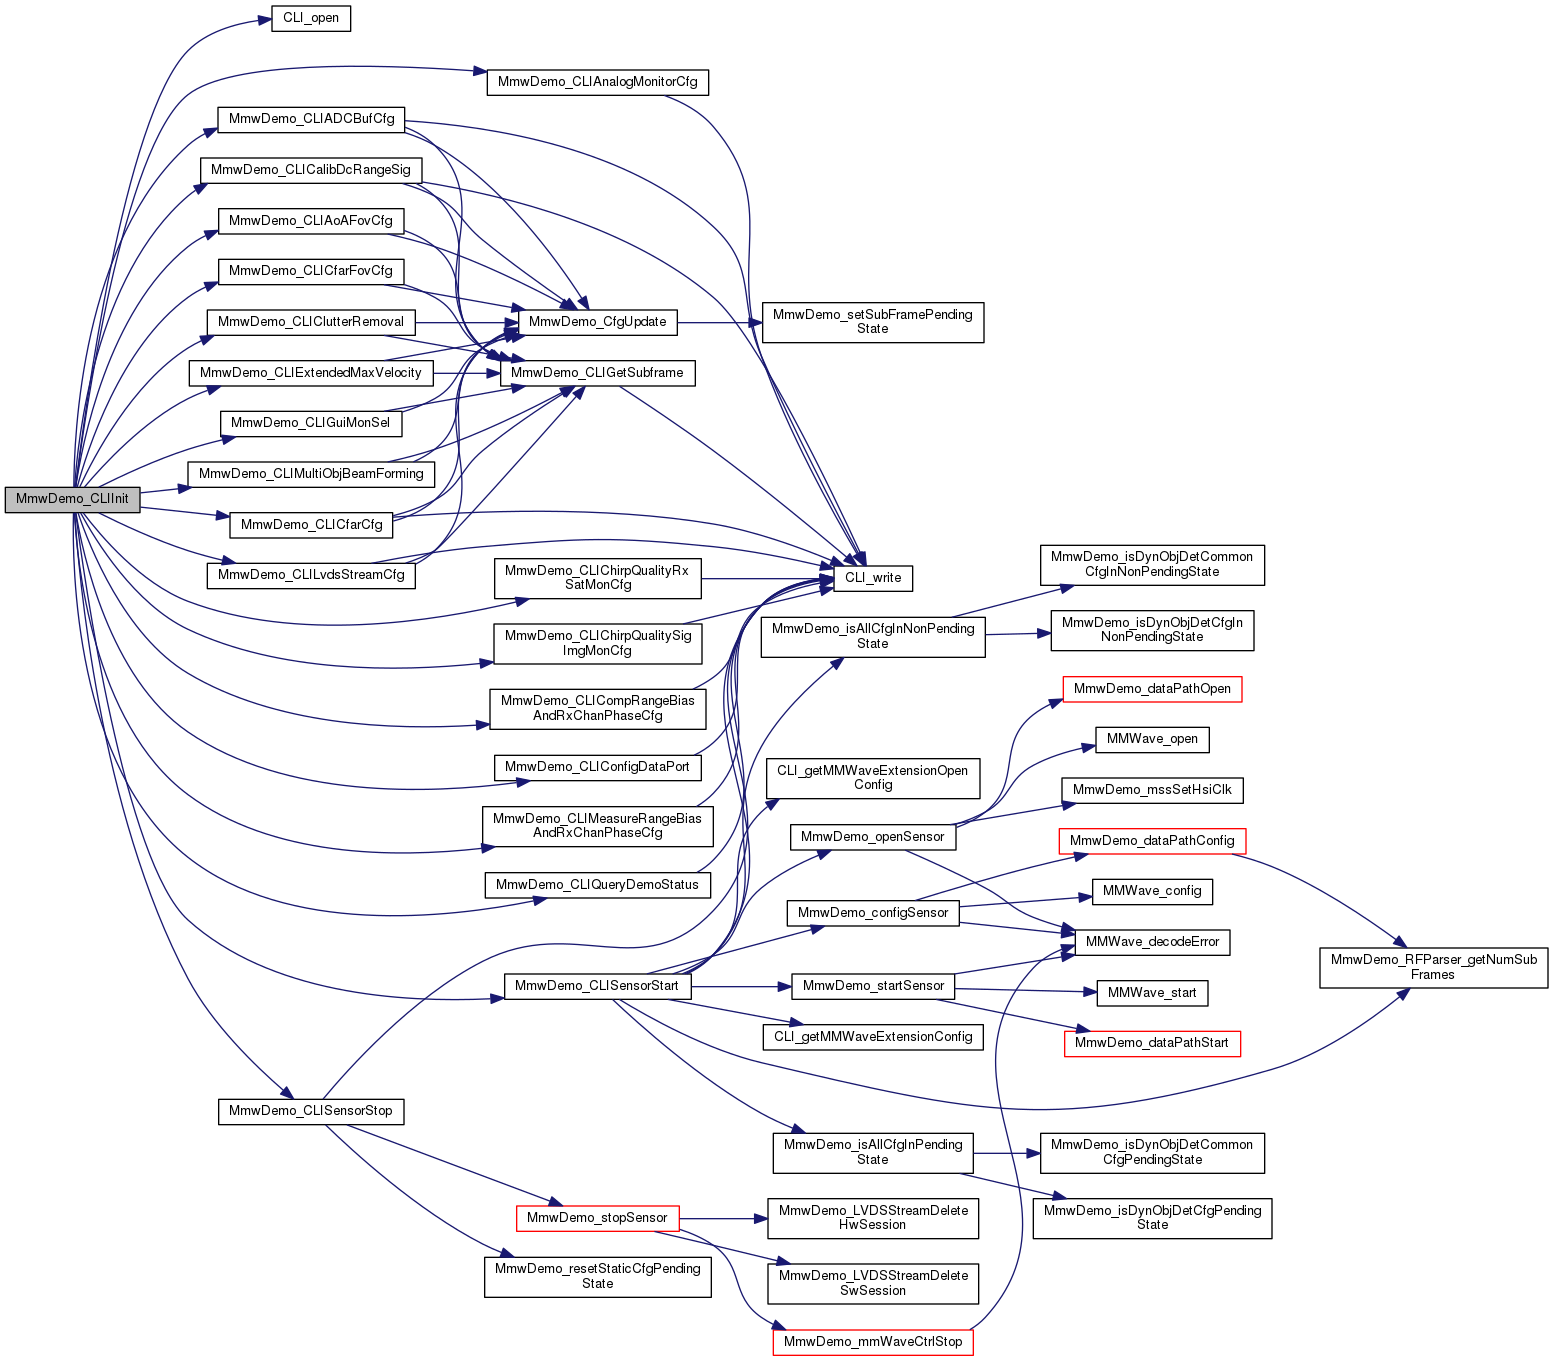 CLI_open
MmwDemo_CLIAnalogMonitorCfg
MmwDemo_CLIADCBufCfg
MmwDemo_CLICalibDcRangeSig
MmwDemo_CLIAoAFovCfg
MmwDemo_CLICfarFovCfg
MmwDemo_CLIClutterRemoval
MmwDemo_CLIExtendedMaxVelocity
MmwDemo_CLIGuiMonSel
MmwDemo_CLIMultiObjBeamForming
MmwDemo_CLIInit
MmwDemo_CLICfarCfg
MmwDemo_CLILvdsStreamCfg
MmwDemo_CfgUpdate
MmwDemo_CLIGetSubframe
MmwDemo_setSubFramePending
State
MmwDemo_CLIChirpQualityRx
SatMonCfg
MmwDemo_CLIChirpQualitySig
ImgMonCfg
MmwDemo_CLICompRangeBias
AndRxChanPhaseCfg
MmwDemo_CLIConfigDataPort
MmwDemo_CLIMeasureRangeBias
AndRxChanPhaseCfg
MmwDemo_CLIQueryDemoStatus
MmwDemo_CLISensorStart
MmwDemo_CLISensorStop
MmwDemo_stopSensor
MmwDemo_resetStaticCfgPending
State
CLI_write
MmwDemo_isAllCfgInNonPending
State
CLI_getMMWaveExtensionOpen
Config
MmwDemo_openSensor
MmwDemo_configSensor
MmwDemo_startSensor
CLI_getMMWaveExtensionConfig
MmwDemo_isAllCfgInPending
State
MmwDemo_LVDSStreamDelete
HwSession
MmwDemo_LVDSStreamDelete
SwSession
MmwDemo_mmWaveCtrlStop
MmwDemo_isDynObjDetCommon
CfgInNonPendingState
MmwDemo_isDynObjDetCfgIn
NonPendingState
MmwDemo_dataPathOpen
MMWave_open
MmwDemo_mssSetHsiClk
MmwDemo_dataPathConfig
MMWave_config
MMWave_decodeError
MMWave_start
MmwDemo_dataPathStart
MmwDemo_isDynObjDetCommon
CfgPendingState
MmwDemo_isDynObjDetCfgPending
State
MmwDemo_RFParser_getNumSub
Frames